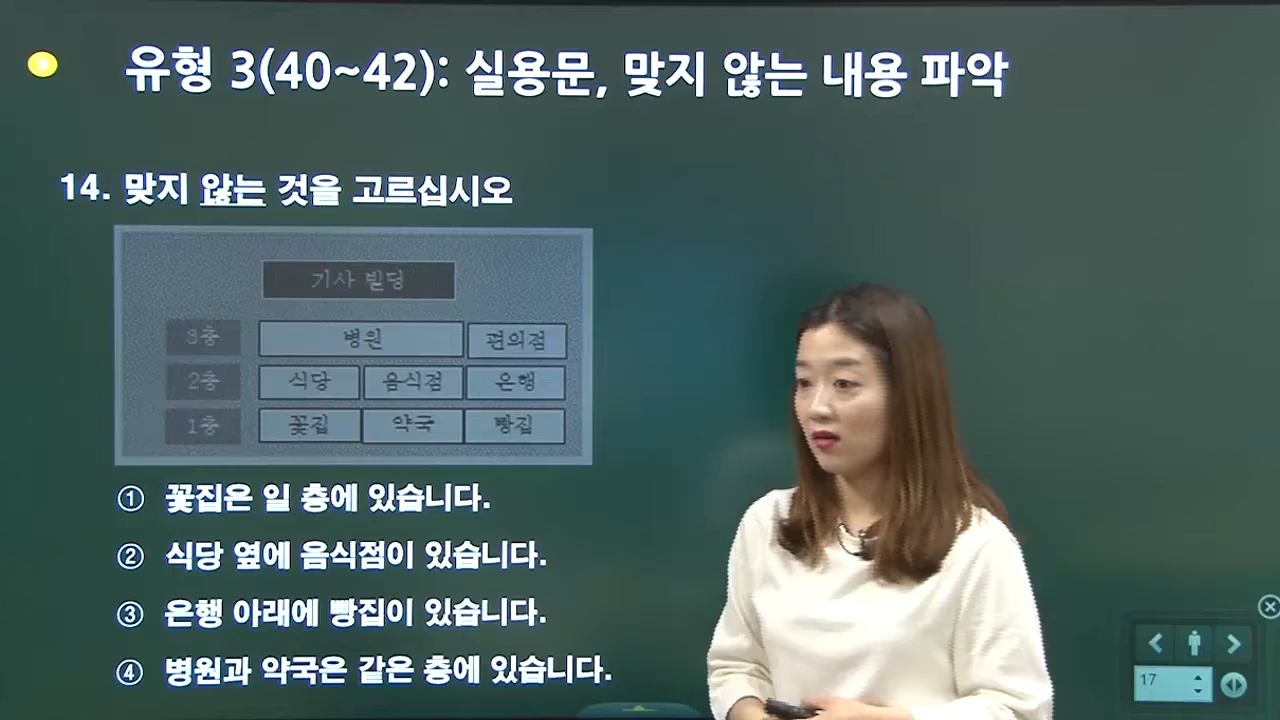 유형 3(40~42): 실용문, 맞지 않는 내용 파악
14. 맞지 않는 것을 고르십시오
기사 빌딩
3층 병원 편의점
2층 식당 음식점 은행
1층 꽃집 약국 빵집
① 꽃집은 일 층에 있습니다.
② 식당 옆에 음식점이 있습니다.
③ 은행 아래에 빵집이 있습니다.
④ 병원과 약국은 같은 층에 있습니다.
17